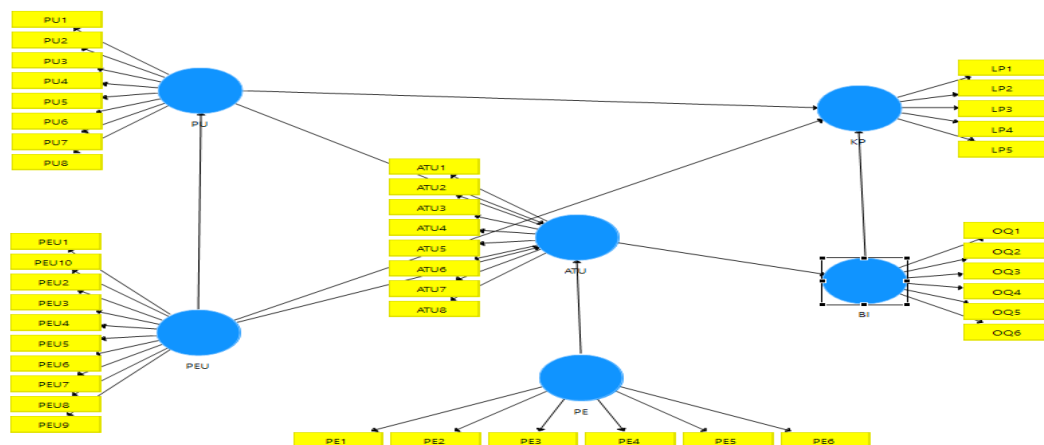 PU1
PU2
PU3
PU4
PU5
PU6
PU7
PU8
PU
LP1
LP2
LP3
LP4
LP5
KP
ATU1
ATU2
ATU3
ATU4
ATU5
ATU6
ATU7
ATU8
ATU
PEU1
PEU10
PEU2
PEU3
PEU4
PEU5
PEU6
PEU7
PEU8
PEU9
PEU
OQ1
OQ2
OQ3
OQ4
OQ5
OQ6
BI
PE
PE1 PE2 PE3 PE4 PE5 PE6